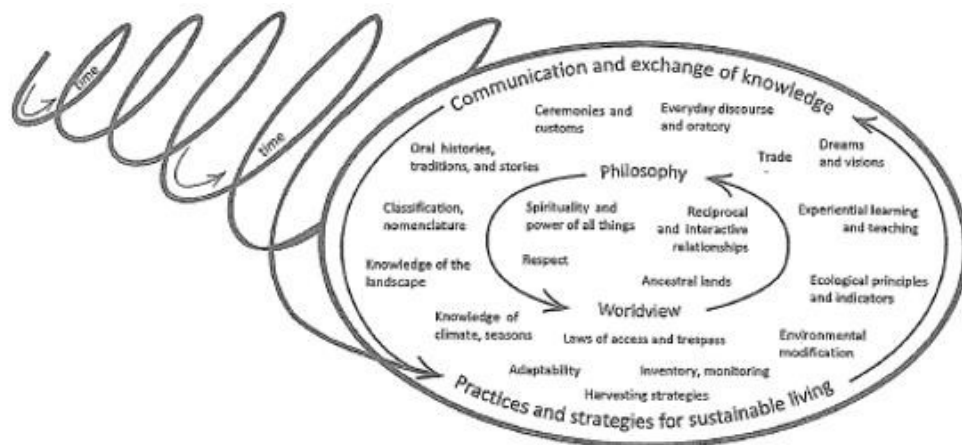 time
time
Communication and exchange of knowledge
Ceremonies and
customs
Everyday discourse
and oratory
Oral histories,
traditions, and stories
Trade
Dreams
and visions
Philosophy
Classification,
nomenclature
Spirituality and
power of all things
Reciprocal
and interactive
relationships
Experiential learning
and teaching
Respect
Knowledge of the
landscape
Ancestral lands
Ecological principles
and indicators
Worldview
Knowledge of
climate, seasons
Laws of access and trespass
Environmental
modification
Adaptability
Inventory, monitoring
Harvesting strategies
Practices and strategies for sustainable living